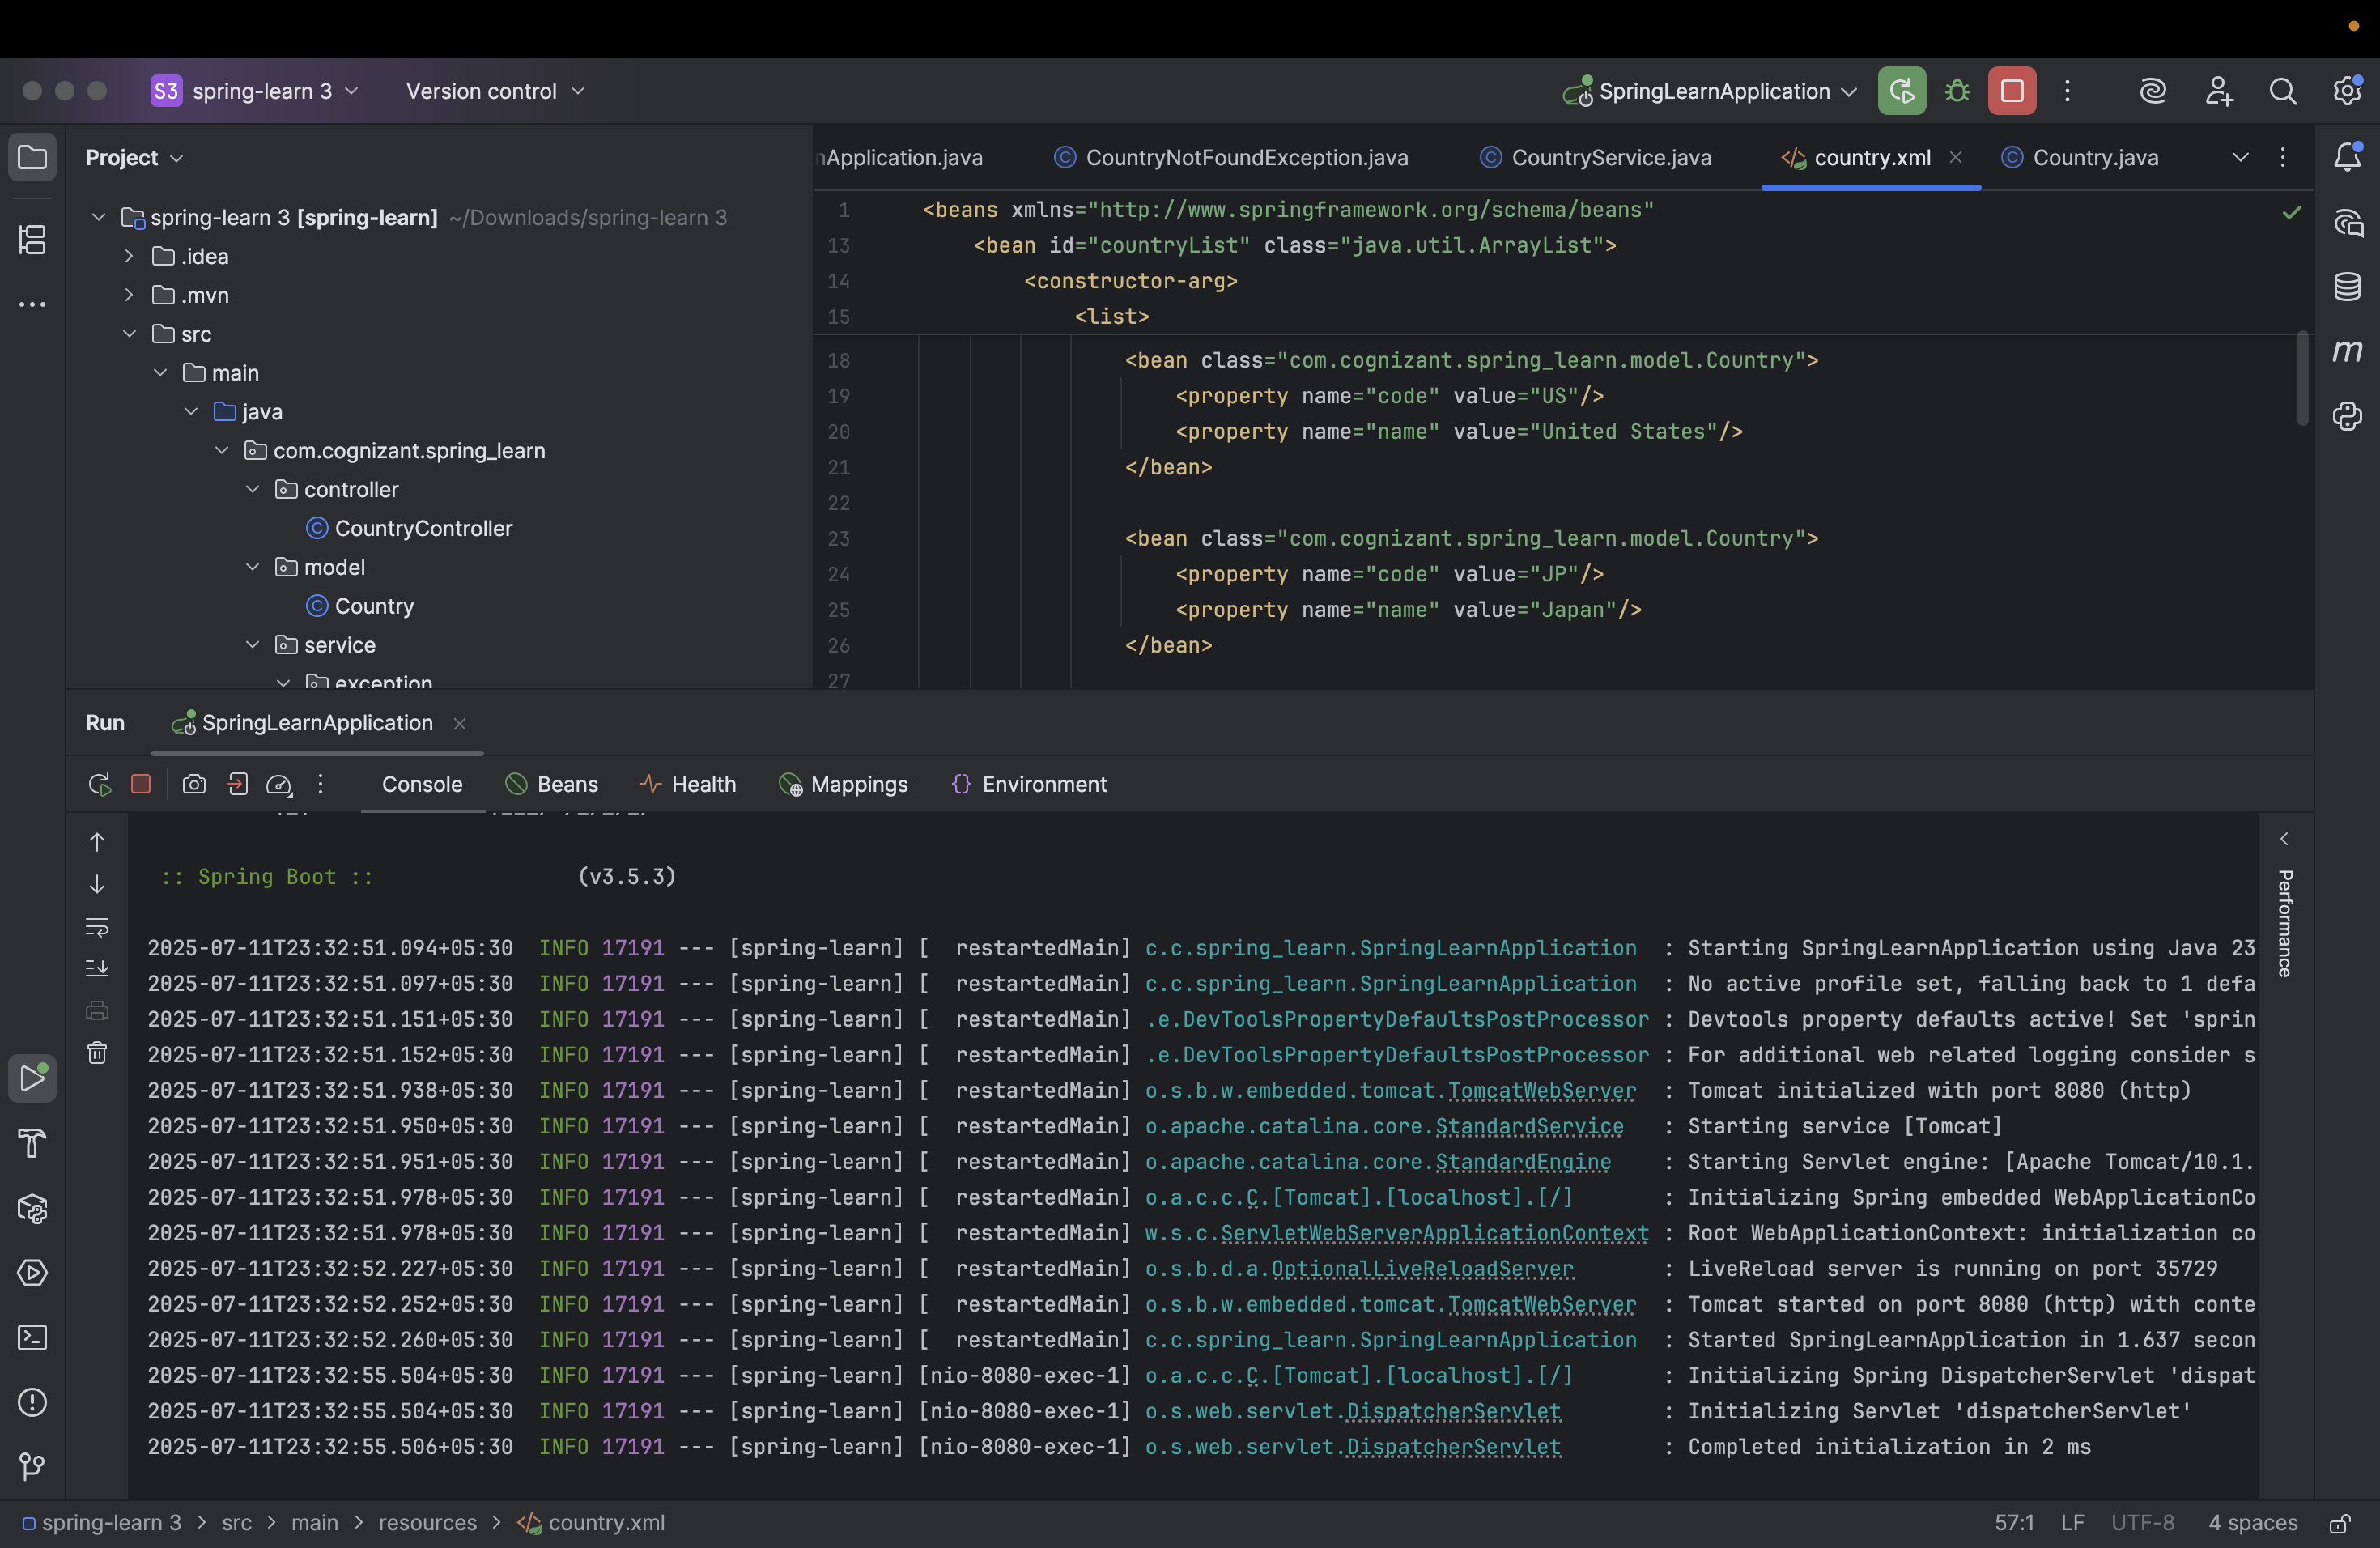 S3 spring-learn 3 Version control SpringLearnApplication
Project
nApplication.java CountryNotFoundException.java CountryService.java country.xml Country.java
spring-learn 3 [spring-learn] ~/Downloads/spring-learn 3
.idea
.mvn
src
main
java
com.cognizant.spring_learn
controller
CountryController
model
Country
service
exception
1 <beans xmlns="http://www.springframework.org/schema/beans"
13 <bean id="countryList" class="java.util.ArrayList">
14 <constructor-arg>
15 <list>
18 <bean class="com.cognizant.spring_learn.model.Country">
19 <property name="code" value="US"/>
20 <property name="name" value="United States"/>
21 </bean>
22
23 <bean class="com.cognizant.spring_learn.model.Country">
24 <property name="code" value="JP"/>
25 <property name="name" value="Japan"/>
26 </bean>
27
m
Run SpringLearnApplication
Console Beans Health Mappings Environment
:: Spring Boot :: (v3.5.3)
2025-07-11T23:32:51.094+05:30 INFO 17191 --- [spring-learn] [ restartedMain] c.c.spring_learn.SpringLearnApplication : Starting SpringLearnApplication using Java 23
2025-07-11T23:32:51.097+05:30 INFO 17191 --- [spring-learn] [ restartedMain] c.c.spring_learn.SpringLearnApplication : No active profile set, falling back to 1 defa
2025-07-11T23:32:51.151+05:30 INFO 17191 --- [spring-learn] [ restartedMain] .e.DevToolsPropertyDefaultsPostProcessor : Devtools property defaults active! Set 'sprin
2025-07-11T23:32:51.152+05:30 INFO 17191 --- [spring-learn] [ restartedMain] .e.DevToolsPropertyDefaultsPostProcessor : For additional web related logging consider s
2025-07-11T23:32:51.938+05:30 INFO 17191 --- [spring-learn] [ restartedMain] o.s.b.w.embedded.tomcat.TomcatWebServer : Tomcat initialized with port 8080 (http)
2025-07-11T23:32:51.950+05:30 INFO 17191 --- [spring-learn] [ restartedMain] o.apache.catalina.core.StandardService : Starting service [Tomcat]
2025-07-11T23:32:51.951+05:30 INFO 17191 --- [spring-learn] [ restartedMain] o.apache.catalina.core.StandardEngine : Starting Servlet engine: [Apache Tomcat/10.1.
2025-07-11T23:32:51.978+05:30 INFO 17191 --- [spring-learn] [ restartedMain] o.a.c.c.C.[Tomcat].[localhost].[/] : Initializing Spring embedded WebApplicationCo
2025-07-11T23:32:51.978+05:30 INFO 17191 --- [spring-learn] [ restartedMain] w.s.c.ServletWebServerApplicationContext : Root WebApplicationContext: initialization co
2025-07-11T23:32:52.227+05:30 INFO 17191 --- [spring-learn] [ restartedMain] o.s.b.d.a.OptionalLiveReloadServer : LiveReload server is running on port 35729
2025-07-11T23:32:52.252+05:30 INFO 17191 --- [spring-learn] [ restartedMain] o.s.b.w.embedded.tomcat.TomcatWebServer : Tomcat started on port 8080 (http) with conte
2025-07-11T23:32:52.260+05:30 INFO 17191 --- [spring-learn] [ restartedMain] c.c.spring_learn.SpringLearnApplication : Started SpringLearnApplication in 1.637 secon
2025-07-11T23:32:55.504+05:30 INFO 17191 --- [spring-learn] [nio-8080-exec-1] o.a.c.c.C.[Tomcat].[localhost].[/] : Initializing Spring DispatcherServlet 'dispat
2025-07-11T23:32:55.504+05:30 INFO 17191 --- [spring-learn] [nio-8080-exec-1] o.s.web.servlet.DispatcherServlet : Initializing Servlet 'dispatcherServlet'
2025-07-11T23:32:55.506+05:30 INFO 17191 --- [spring-learn] [nio-8080-exec-1] o.s.web.servlet.DispatcherServlet : Completed initialization in 2 ms
Performance
spring-learn 3 > src > main > resources > country.xml 57:1 LF UTF-8 4 spaces